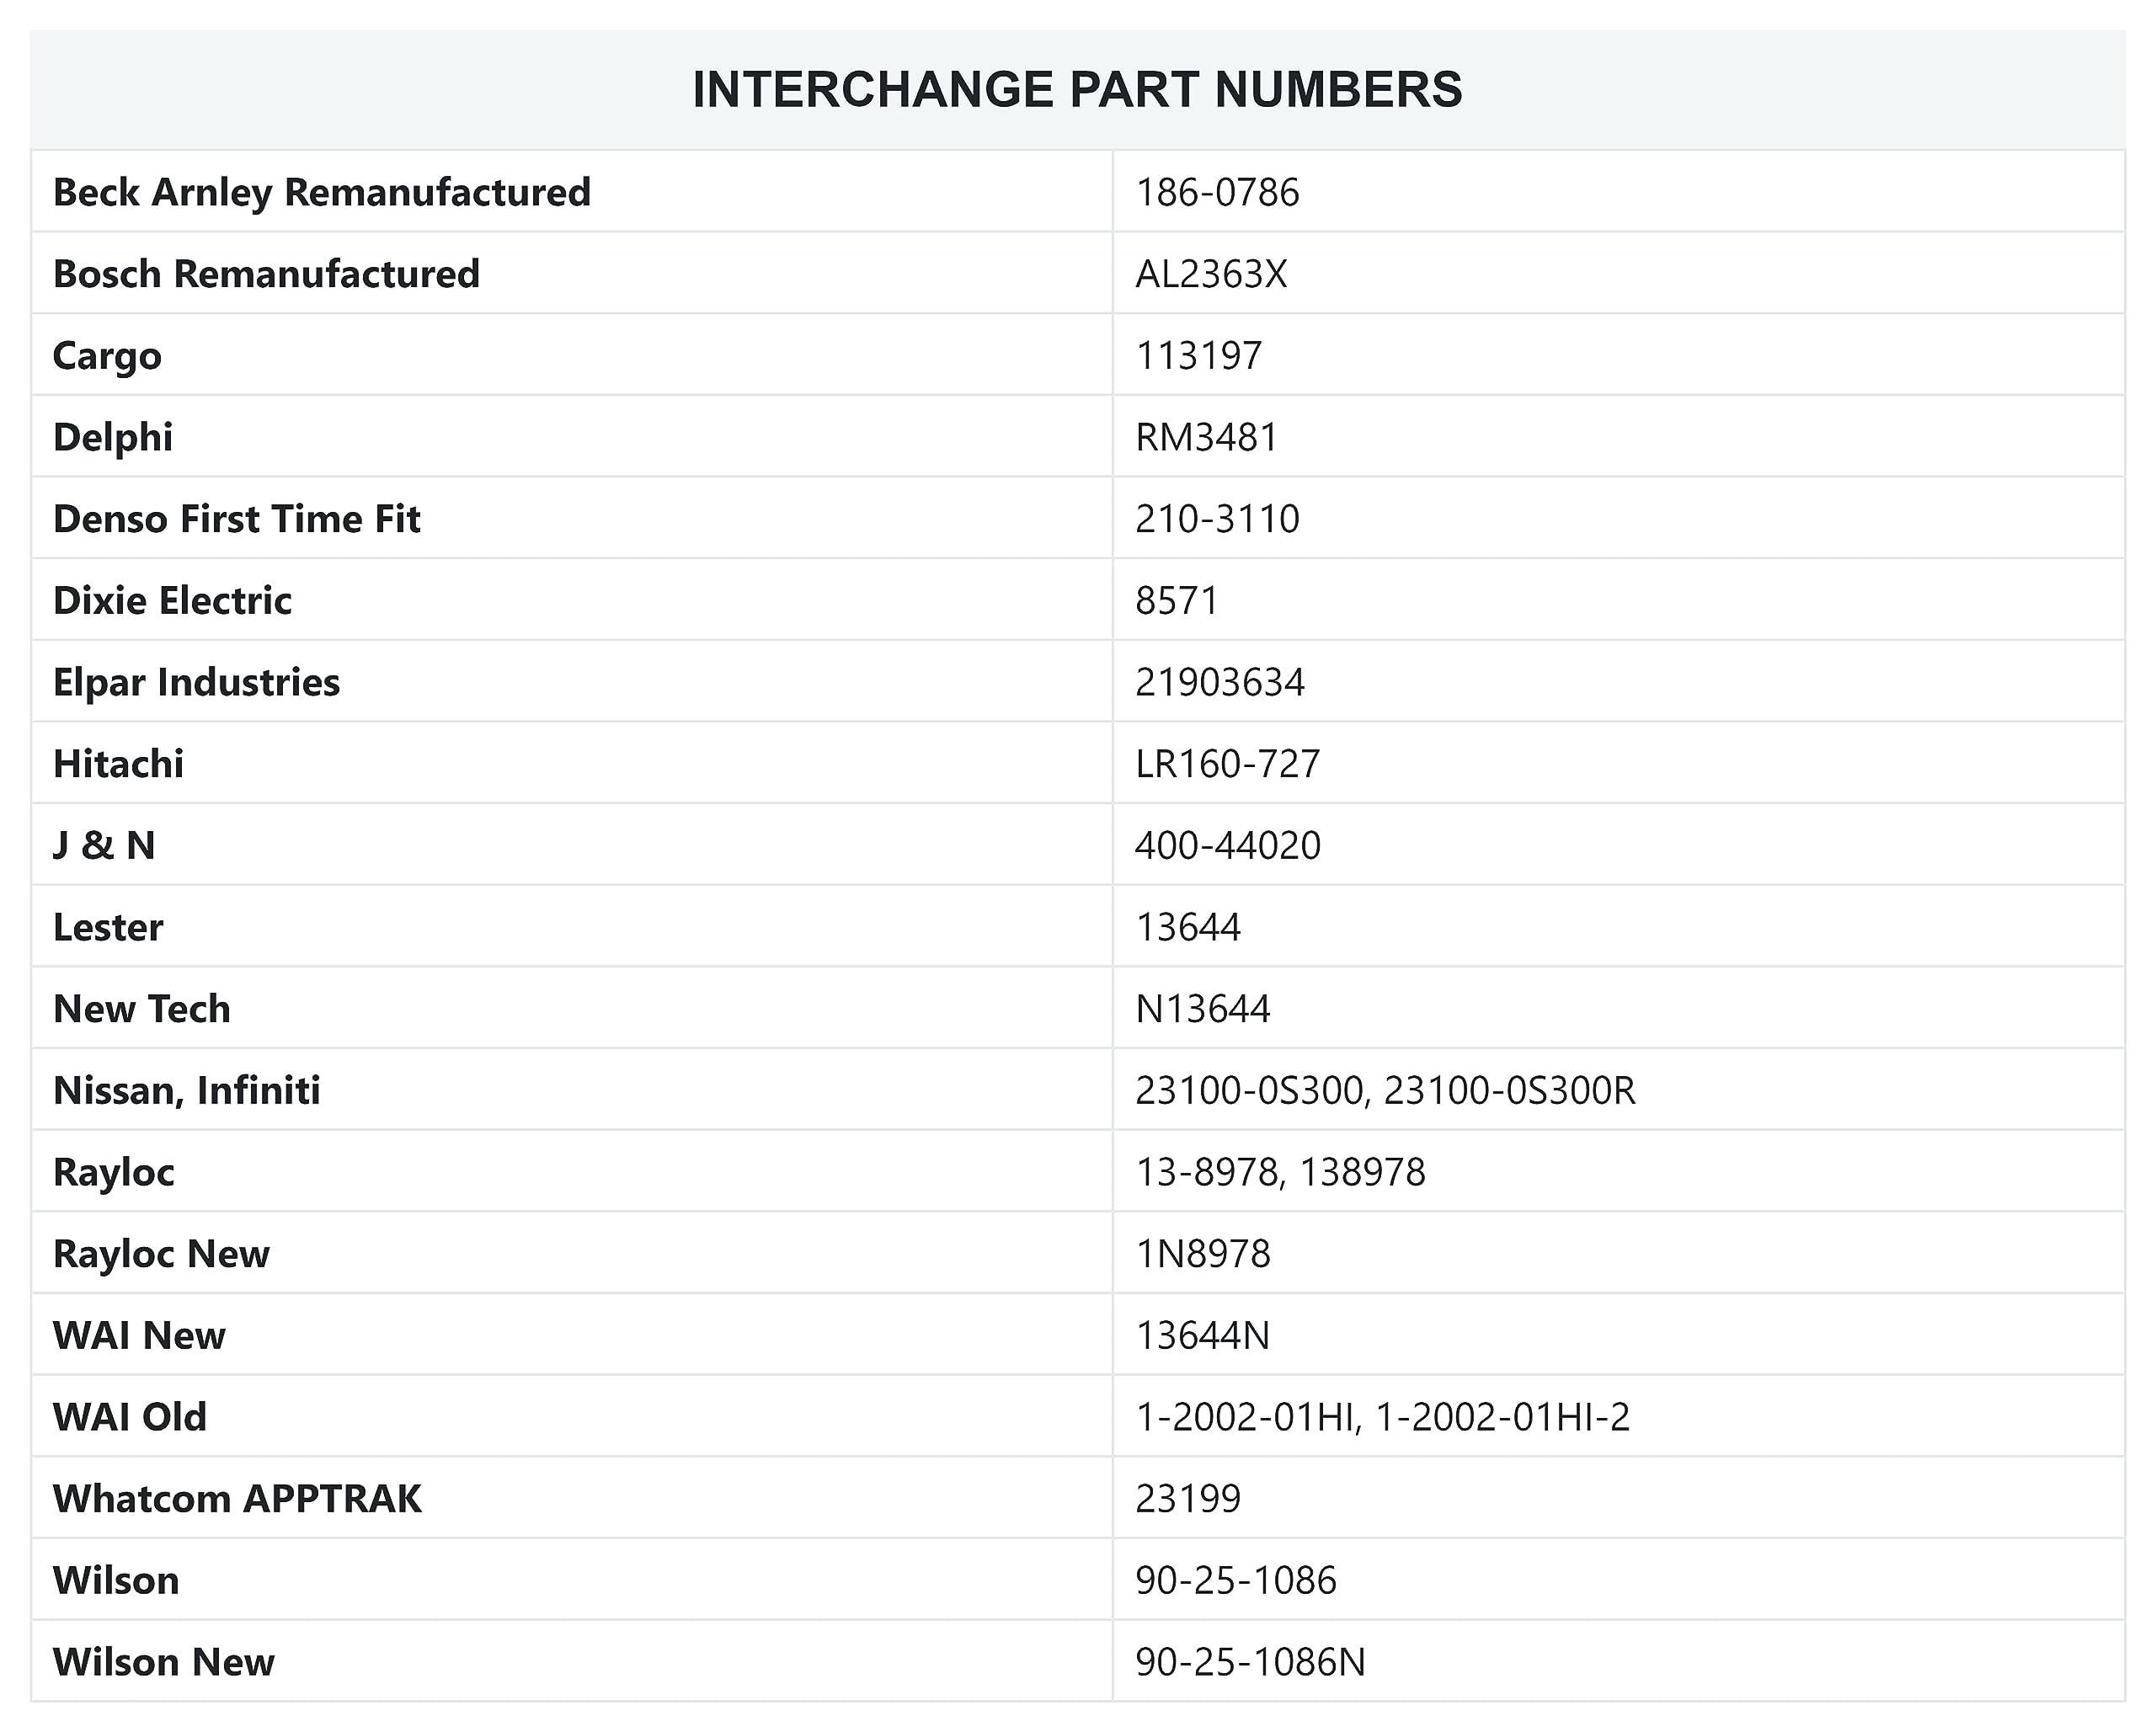 INTERCHANGE PART NUMBERS
Beck Arnley Remanufactured 186-0786
Bosch Remanufactured AL2363X
Cargo 113197
Delphi RM3481
Denso First Time Fit 210-3110
Dixie Electric 8571
Elpar Industries 21903634
Hitachi LR160-727
J & N 400-44020
Lester 13644
New Tech N13644
Nissan, Infiniti 23100-0S300, 23100-0S300R
Rayloc 13-8978, 138978
Rayloc New 1N8978
WAI New 13644N
WAI Old 1-2002-01HI, 1-2002-01HI-2
Whatcom APPTRAK 23199
Wilson 90-25-1086
Wilson New 90-25-1086N